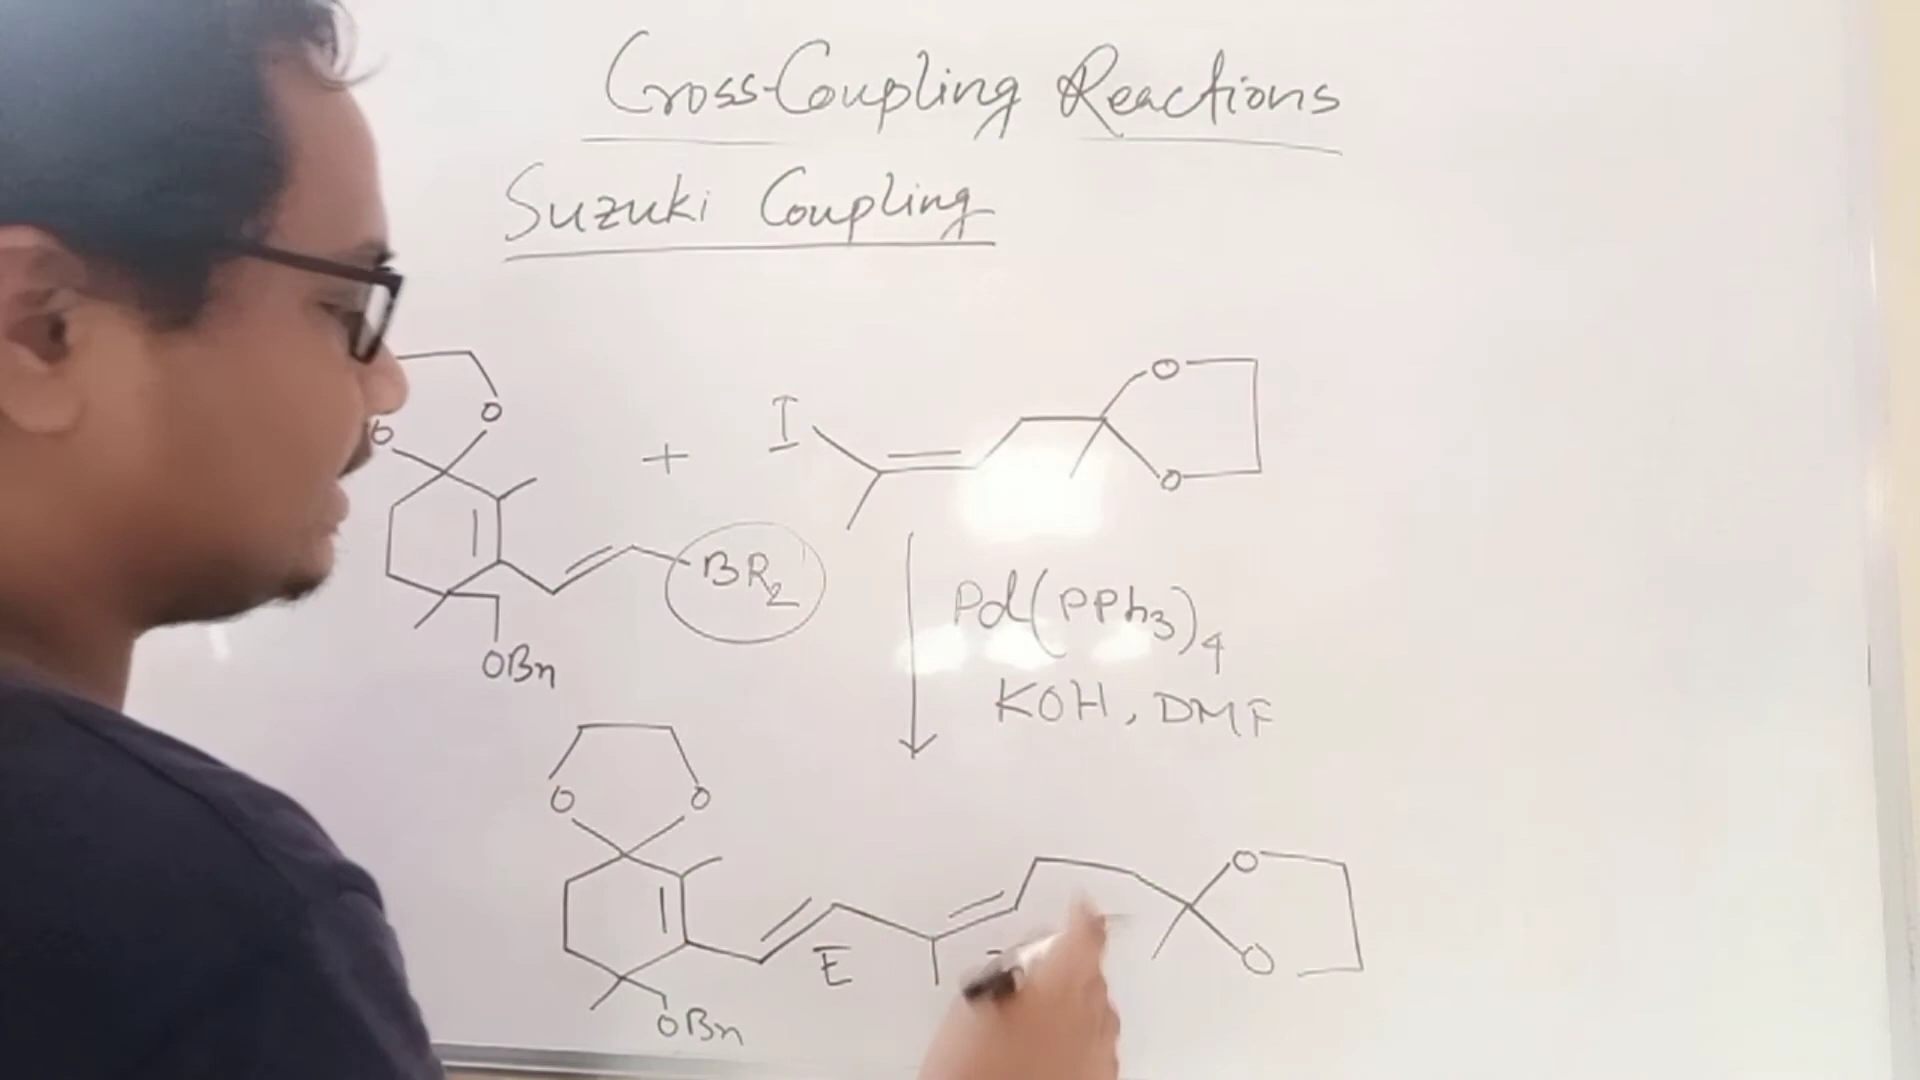 Cross-Coupling Reactions
Suzuki Coupling
O
O
+
I
O
O
BR2
OBn
Pd(PPh3)4
KOH, DMF
O
O
O
O
E
OBn